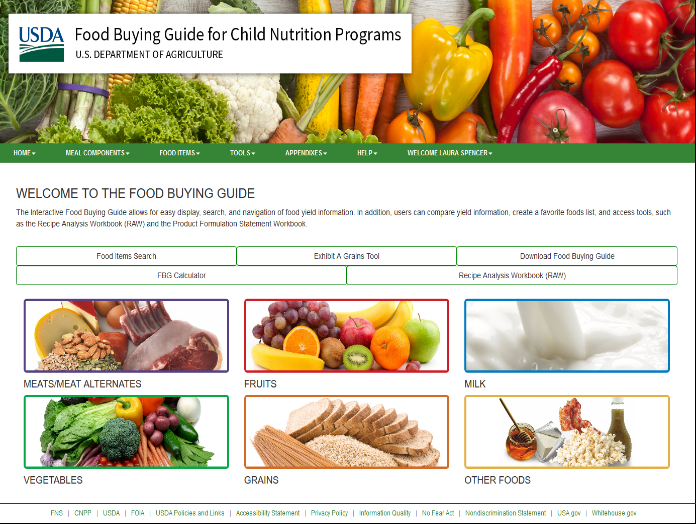 USDA
Food Buying Guide for Child Nutrition Programs
U.S. DEPARTMENT OF AGRICULTURE
HOME MEAL COMPONENTS FOOD ITEMS TOOLS APPENDIXES HELP WELCOME LAURA SPENCER
WELCOME TO THE FOOD BUYING GUIDE
The Interactive Food Buying Guide allows for easy display, search, and navigation of food yield information. In addition, users can compare yield information, create a favorite foods list, and access tools, such
as the Recipe Analysis Workbook (RAW) and the Product Formulation Statement Workbook.
Food Items Search Exhibit A Grains Tool Download Food Buying Guide
FBG Calculator Recipe Analysis Workbook (RAW)
MEATS/MEAT ALTERNATES FRUITS MILK
VEGETABLES GRAINS OTHER FOODS
FNS | CNPP | USDA | FOIA | USDA Policies and Links | Accessibility Statement | Privacy Policy | Information Quality | No Fear Act | Nondiscrimination Statement | USA.gov | Whitehouse.gov